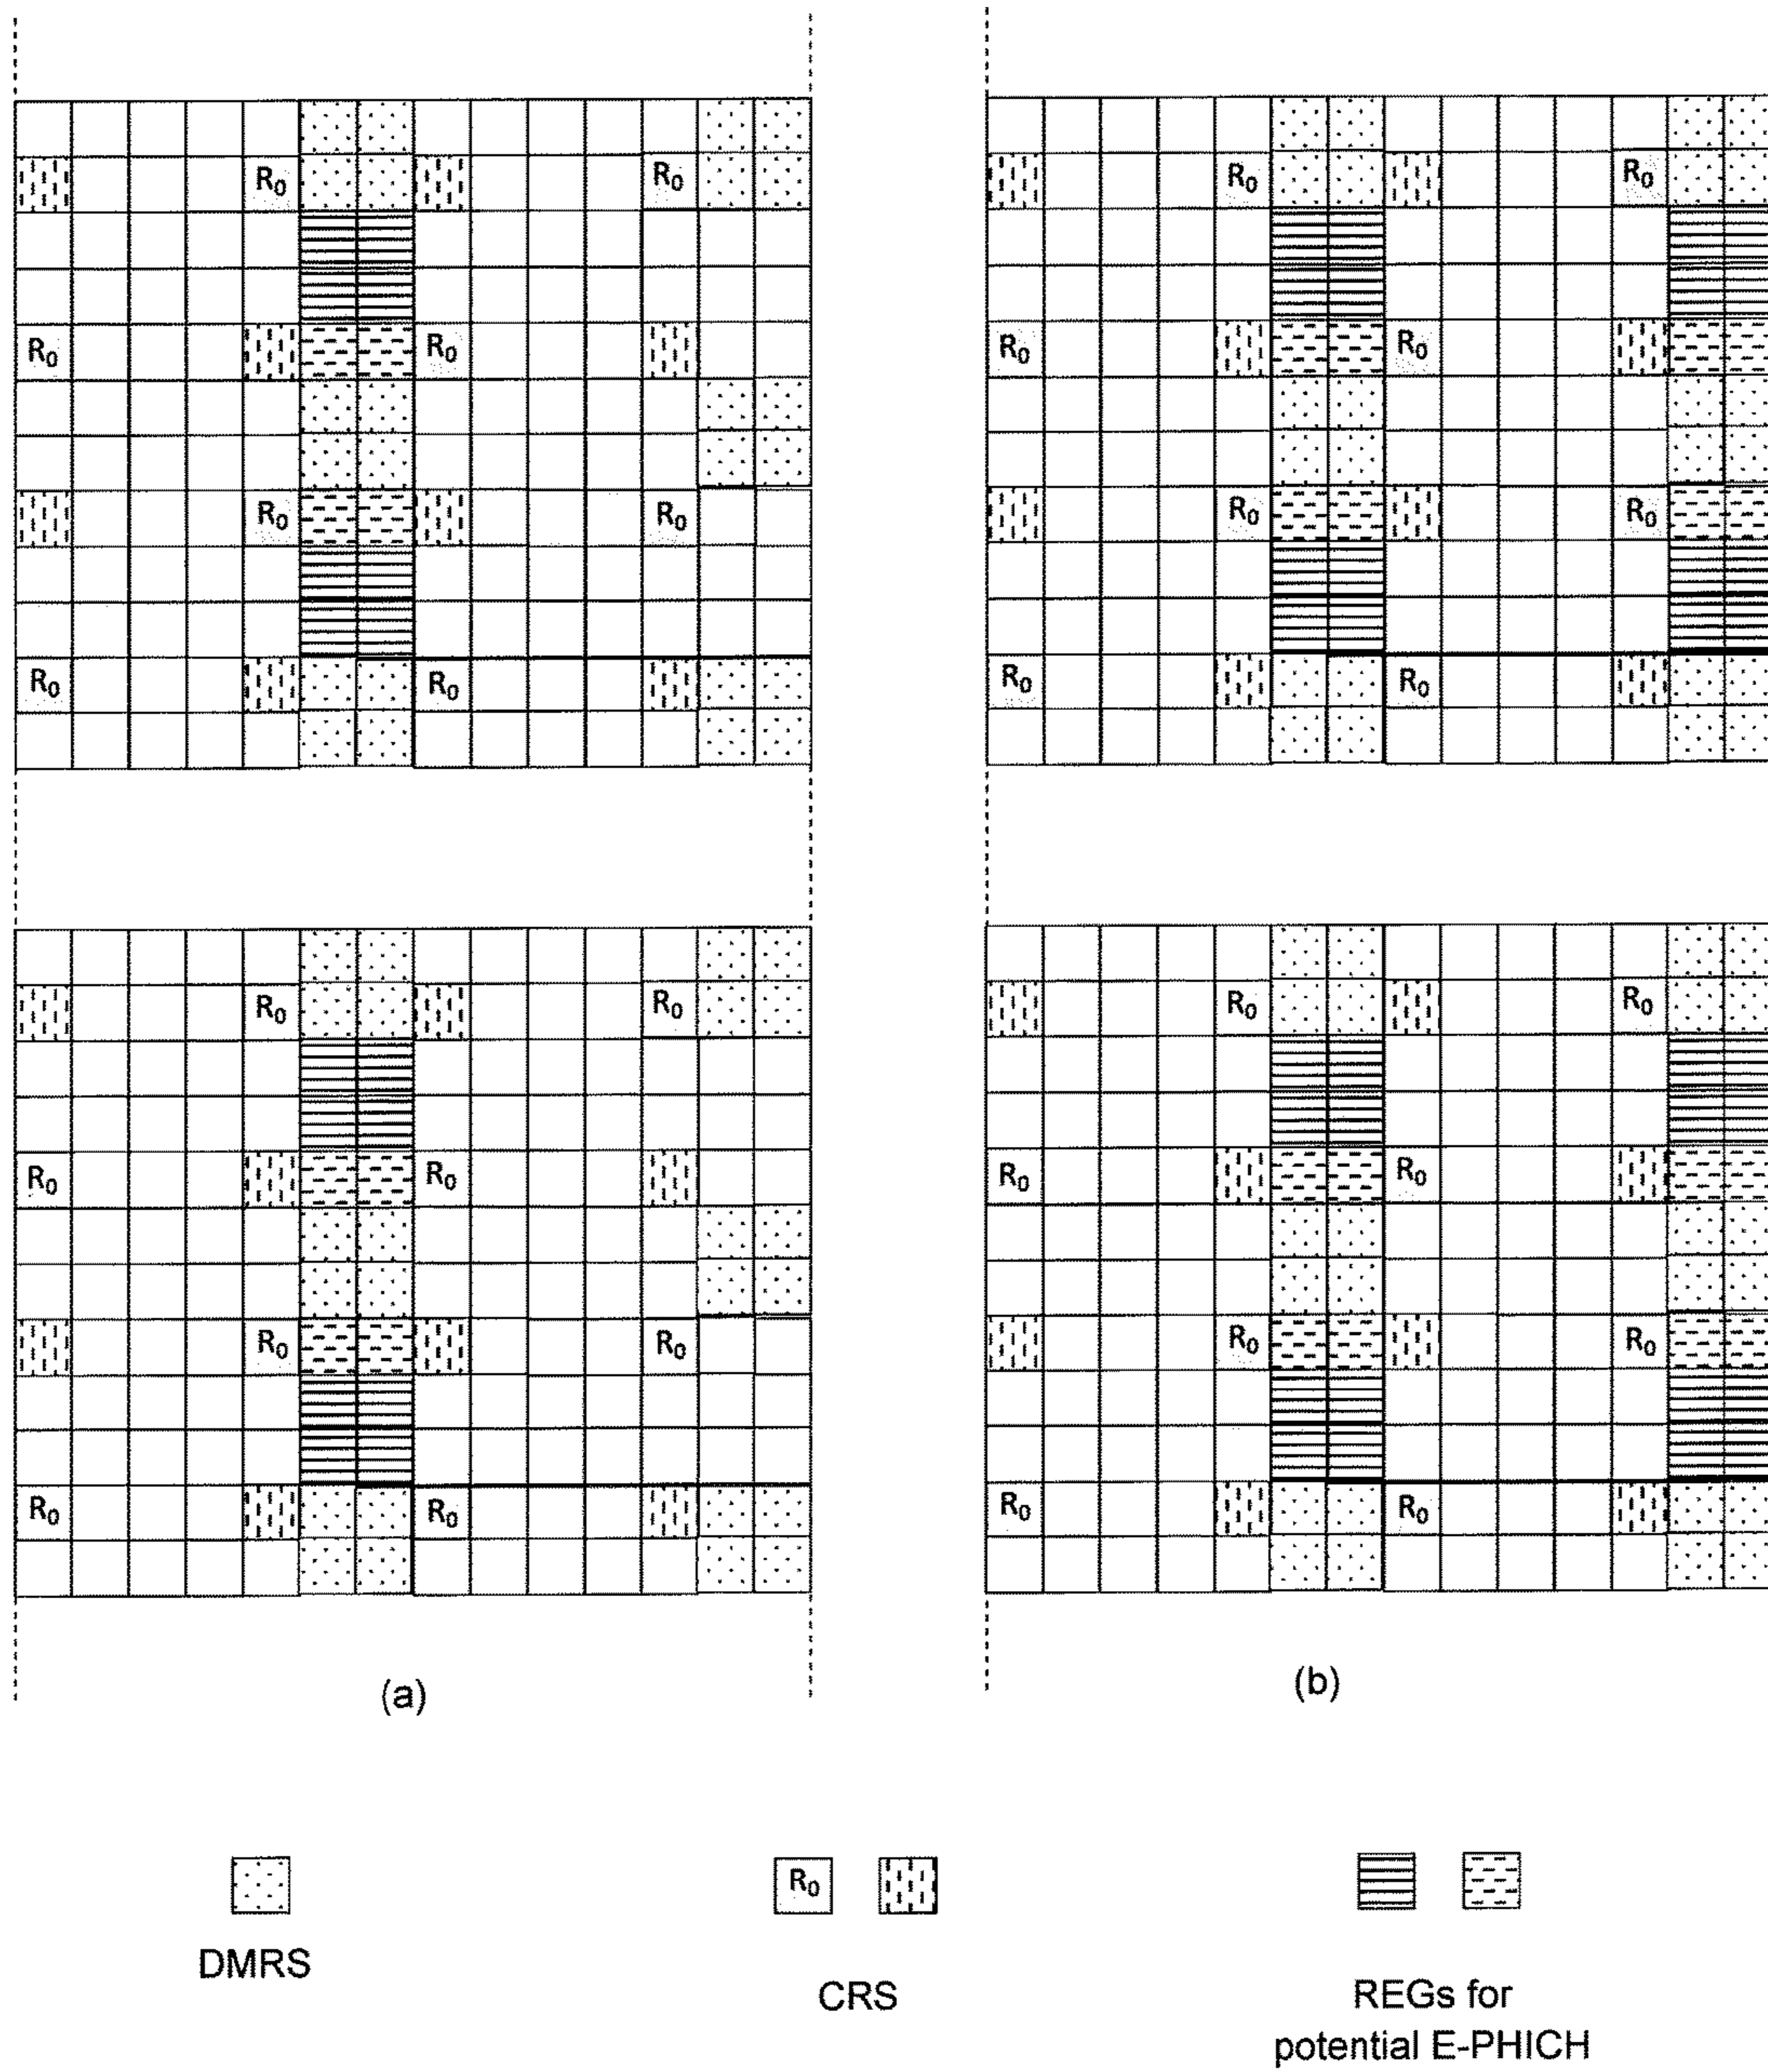 R₀ R₀ R₀ R₀
R₀ R₀ R₀ R₀
R₀ R₀ R₀ R₀
R₀ R₀ R₀ R₀
R₀ R₀ R₀ R₀
R₀ R₀ R₀ R₀
R₀ R₀ R₀ R₀
R₀ R₀ R₀ R₀
(a) (b)
R₀
DMRS
CRS
REGs for
potential E-PHICH